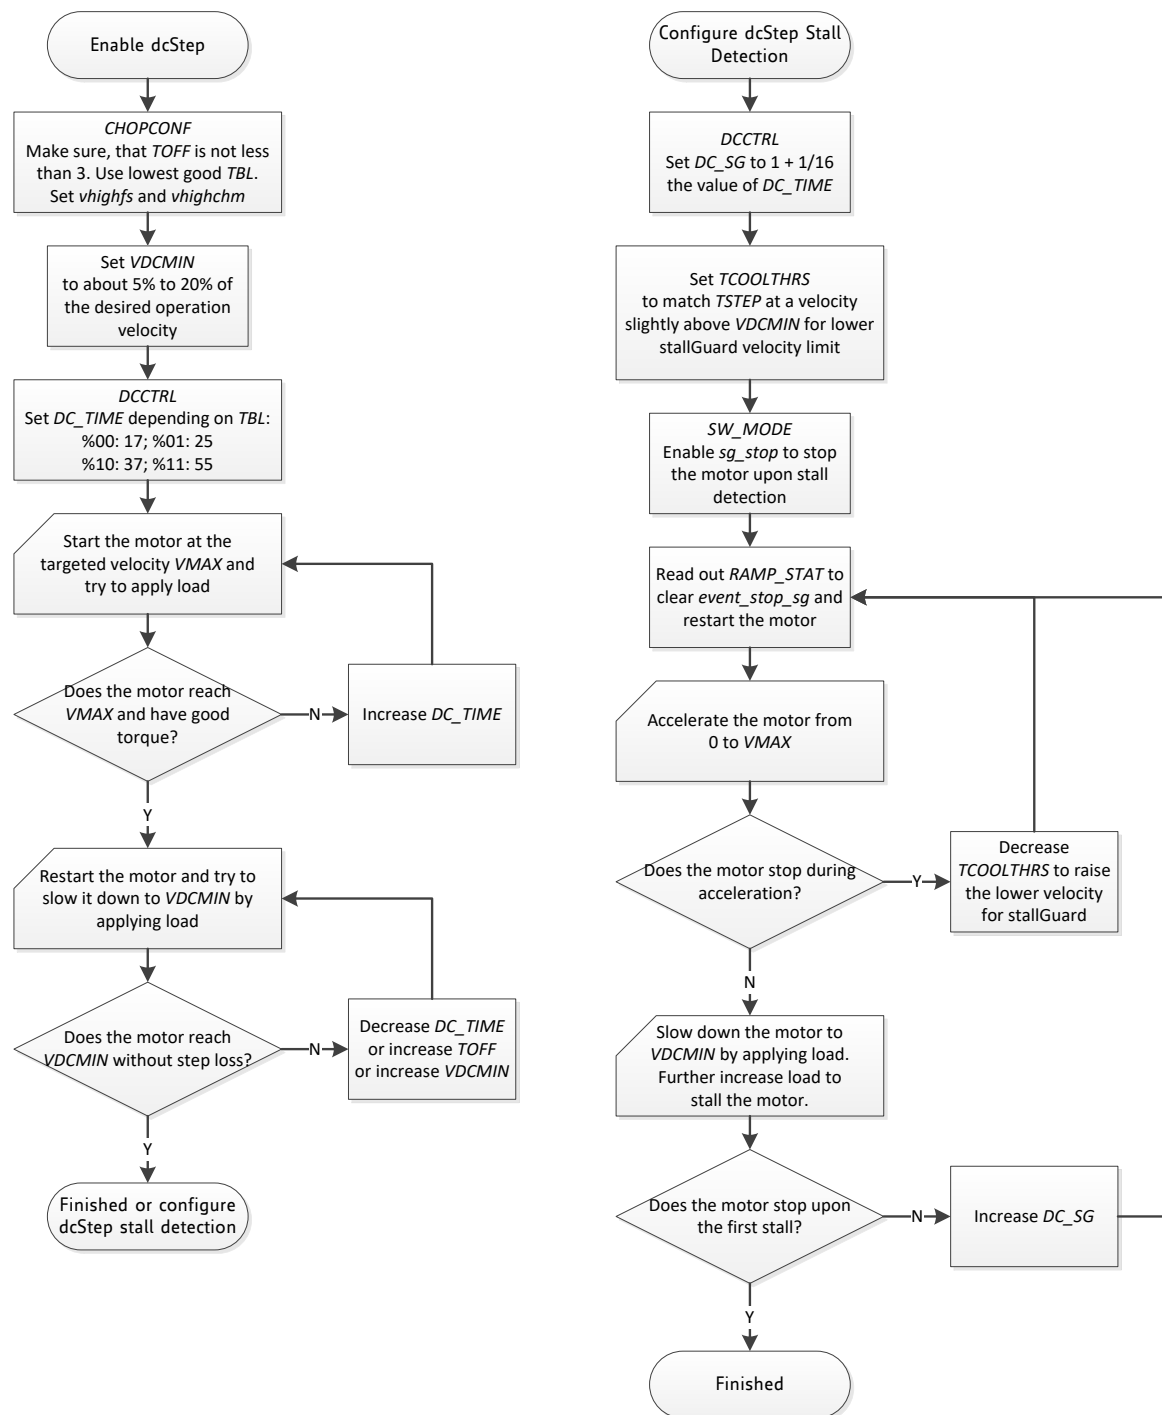 Enable dcStep
CHOPCONF
Make sure, that TOFF is not less
than 3. Use lowest good TBL.
Set vhighfs and vhighchm
Set VDCMIN
to about 5% to 20% of
the desired operation
velocity
DCCTRL
Set DC_TIME depending on TBL:
%00: 17; %01: 25
%10: 37; %11: 55
Start the motor at the
targeted velocity VMAX and
try to apply load
Does the motor reach
VMAX and have good
torque?
N
Increase DC_TIME
Y
Restart the motor and try to
slow it down to VDCMIN by
applying load
Does the motor reach
VDCMIN without step loss?
N
Decrease DC_TIME
or increase TOFF
or increase VDCMIN
Y
Finished or configure
dcStep stall detection
Configure dcStep Stall
Detection
DCCTRL
Set DC_SG to 1 + 1/16
the value of DC_TIME
Set TCOOLTHRS
to match TSTEP at a velocity
slightly above VDCMIN for lower
stallGuard velocity limit
SW_MODE
Enable sg_stop to stop
the motor upon stall
detection
Read out RAMP_STAT to
clear event_stop_sg and
restart the motor
Accelerate the motor from
0 to VMAX
Does the motor stop during
acceleration?
Y
Decrease
TCOOLTHRS to raise
the lower velocity
for stallGuard
N
Slow down the motor to
VDCMIN by applying load.
Further increase load to
stall the motor.
Does the motor stop upon
the first stall?
N
Increase DC_SG
Y
Finished